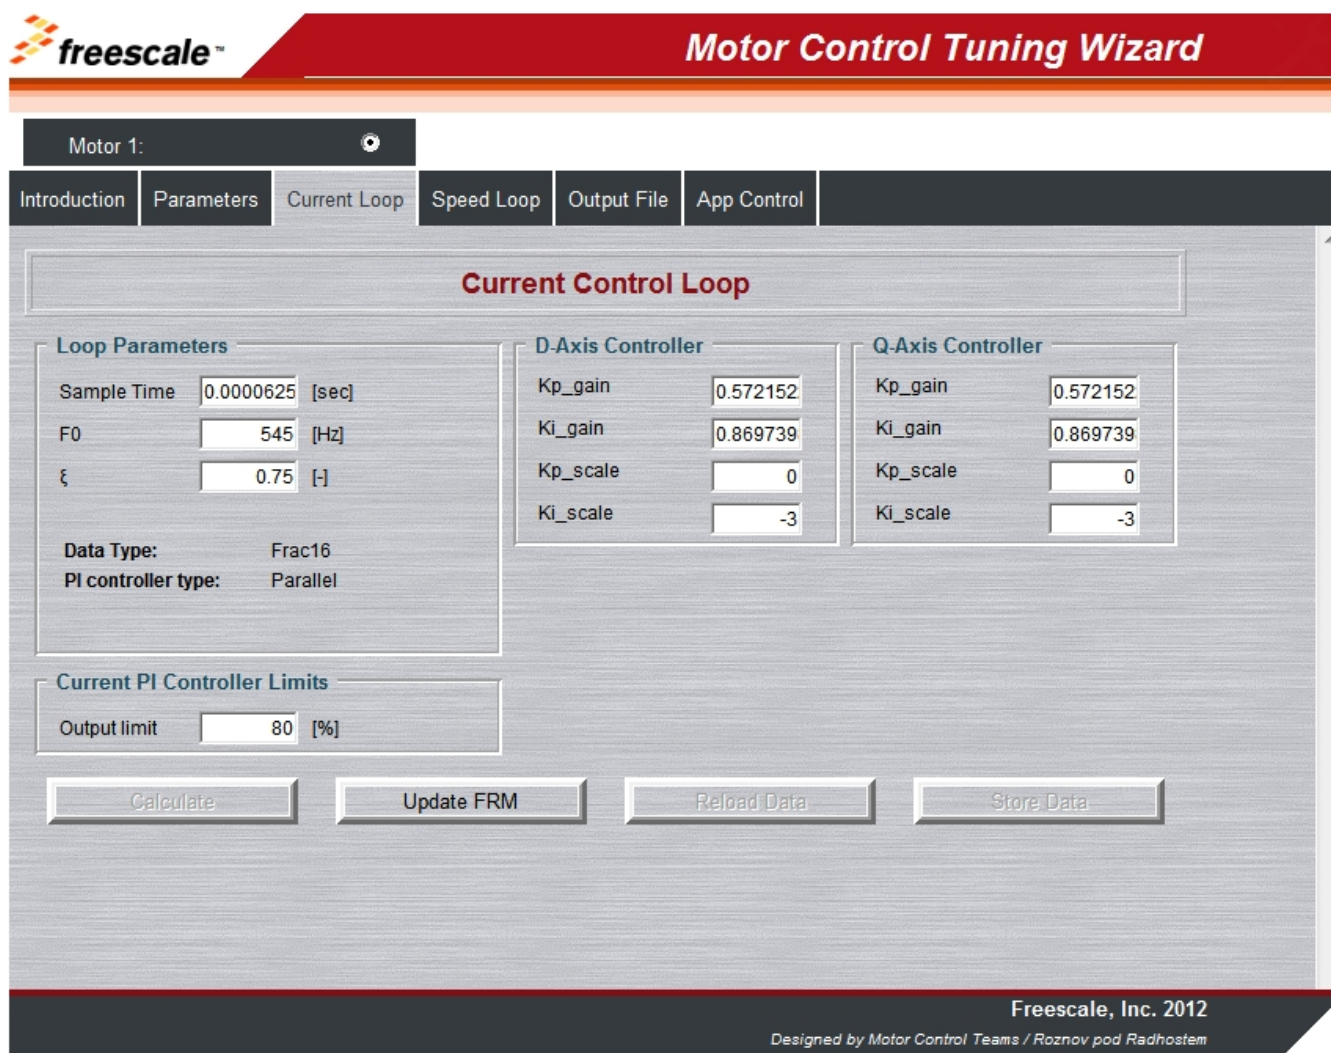 freescale™
Motor Control Tuning Wizard
Motor 1:
Introduction Parameters Current Loop Speed Loop Output File App Control
Current Control Loop
Loop Parameters
Sample Time 0.0000625 [sec]
F0 545 [Hz]
ξ 0.75 [-]
Data Type: Frac16
PI controller type: Parallel
D-Axis Controller
Kp_gain 0.572152
Ki_gain 0.869739
Kp_scale 0
Ki_scale -3
Q-Axis Controller
Kp_gain 0.572152
Ki_gain 0.869739
Kp_scale 0
Ki_scale -3
Current PI Controller Limits
Output limit 80 [%]
Calculate Update FRM Reload Data Store Data
Freescale, Inc. 2012
Designed by Motor Control Teams / Roznov pod Radhostem